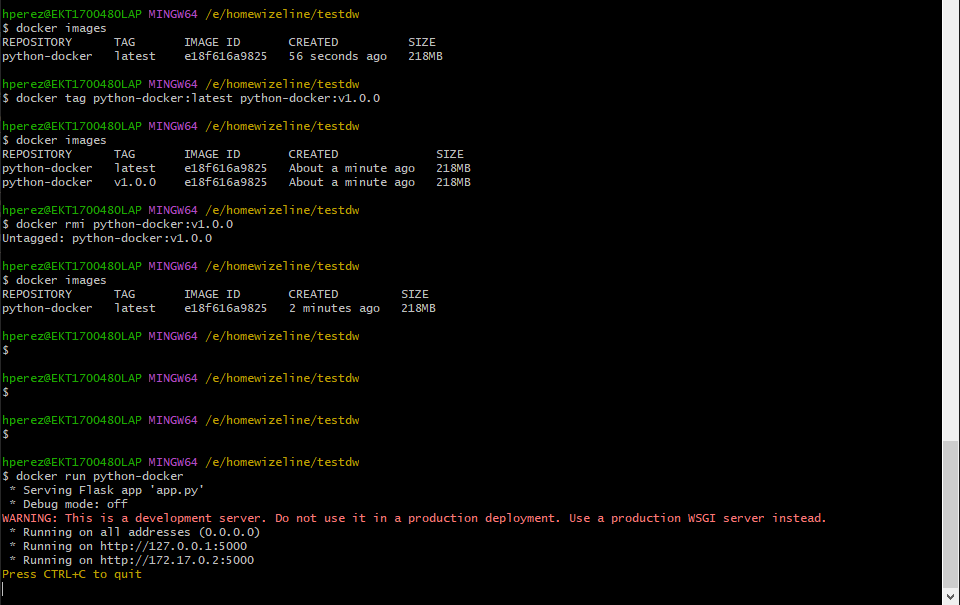 hperez@EKT1700480LAP MINGW64 /e/homewizeline/testdw
$ docker images
REPOSITORY      TAG       IMAGE ID       CREATED          SIZE
python-docker   latest    e18f616a9825   56 seconds ago   218MB

hperez@EKT1700480LAP MINGW64 /e/homewizeline/testdw
$ docker tag python-docker:latest python-docker:v1.0.0

hperez@EKT1700480LAP MINGW64 /e/homewizeline/testdw
$ docker images
REPOSITORY      TAG       IMAGE ID       CREATED              SIZE
python-docker   latest    e18f616a9825   About a minute ago   218MB
python-docker   v1.0.0    e18f616a9825   About a minute ago   218MB

hperez@EKT1700480LAP MINGW64 /e/homewizeline/testdw
$ docker rmi python-docker:v1.0.0
Untagged: python-docker:v1.0.0

hperez@EKT1700480LAP MINGW64 /e/homewizeline/testdw
$ docker images
REPOSITORY      TAG       IMAGE ID       CREATED         SIZE
python-docker   latest    e18f616a9825   2 minutes ago   218MB

hperez@EKT1700480LAP MINGW64 /e/homewizeline/testdw
$

hperez@EKT1700480LAP MINGW64 /e/homewizeline/testdw
$

hperez@EKT1700480LAP MINGW64 /e/homewizeline/testdw
$

hperez@EKT1700480LAP MINGW64 /e/homewizeline/testdw
$ docker run python-docker
 * Serving Flask app 'app.py'
 * Debug mode: off
WARNING: This is a development server. Do not use it in a production deployment. Use a production WSGI server instead.
 * Running on all addresses (0.0.0.0)
 * Running on http://127.0.0.1:5000
 * Running on http://172.17.0.2:5000
Press CTRL+C to quit